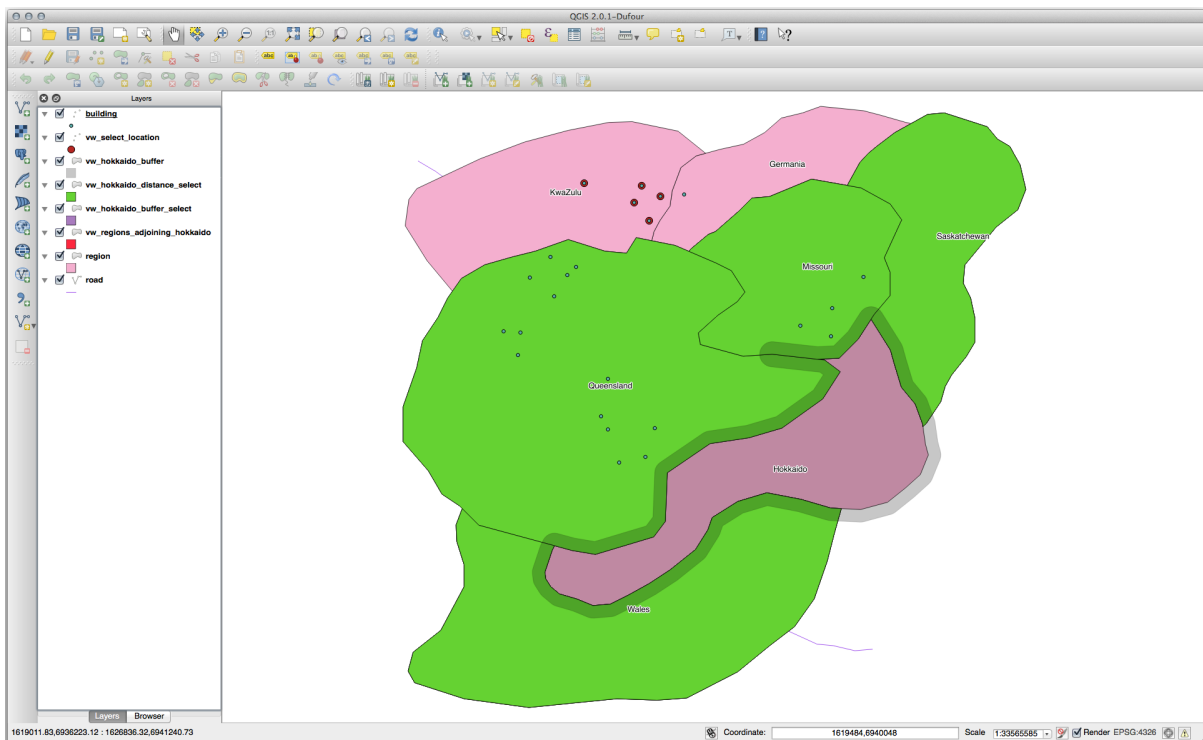 QGIS 2.0.1-Dufour
Layers
building
vw_select_location
vw_hokkaido_buffer
vw_hokkaido_distance_select
vw_hokkaido_buffer_select
vw_regions_adjoining_hokkaido
region
road
Germania
KwaZulu
Saskatchewan
Missouri
Queensland
Hokkaido
Wales
Layers
Browser
1619011.83,6936223.12 : 1626836.32,6941240.73
Coordinate:
1619484,6940048
Scale
1:33565585
Render
EPSG:4326